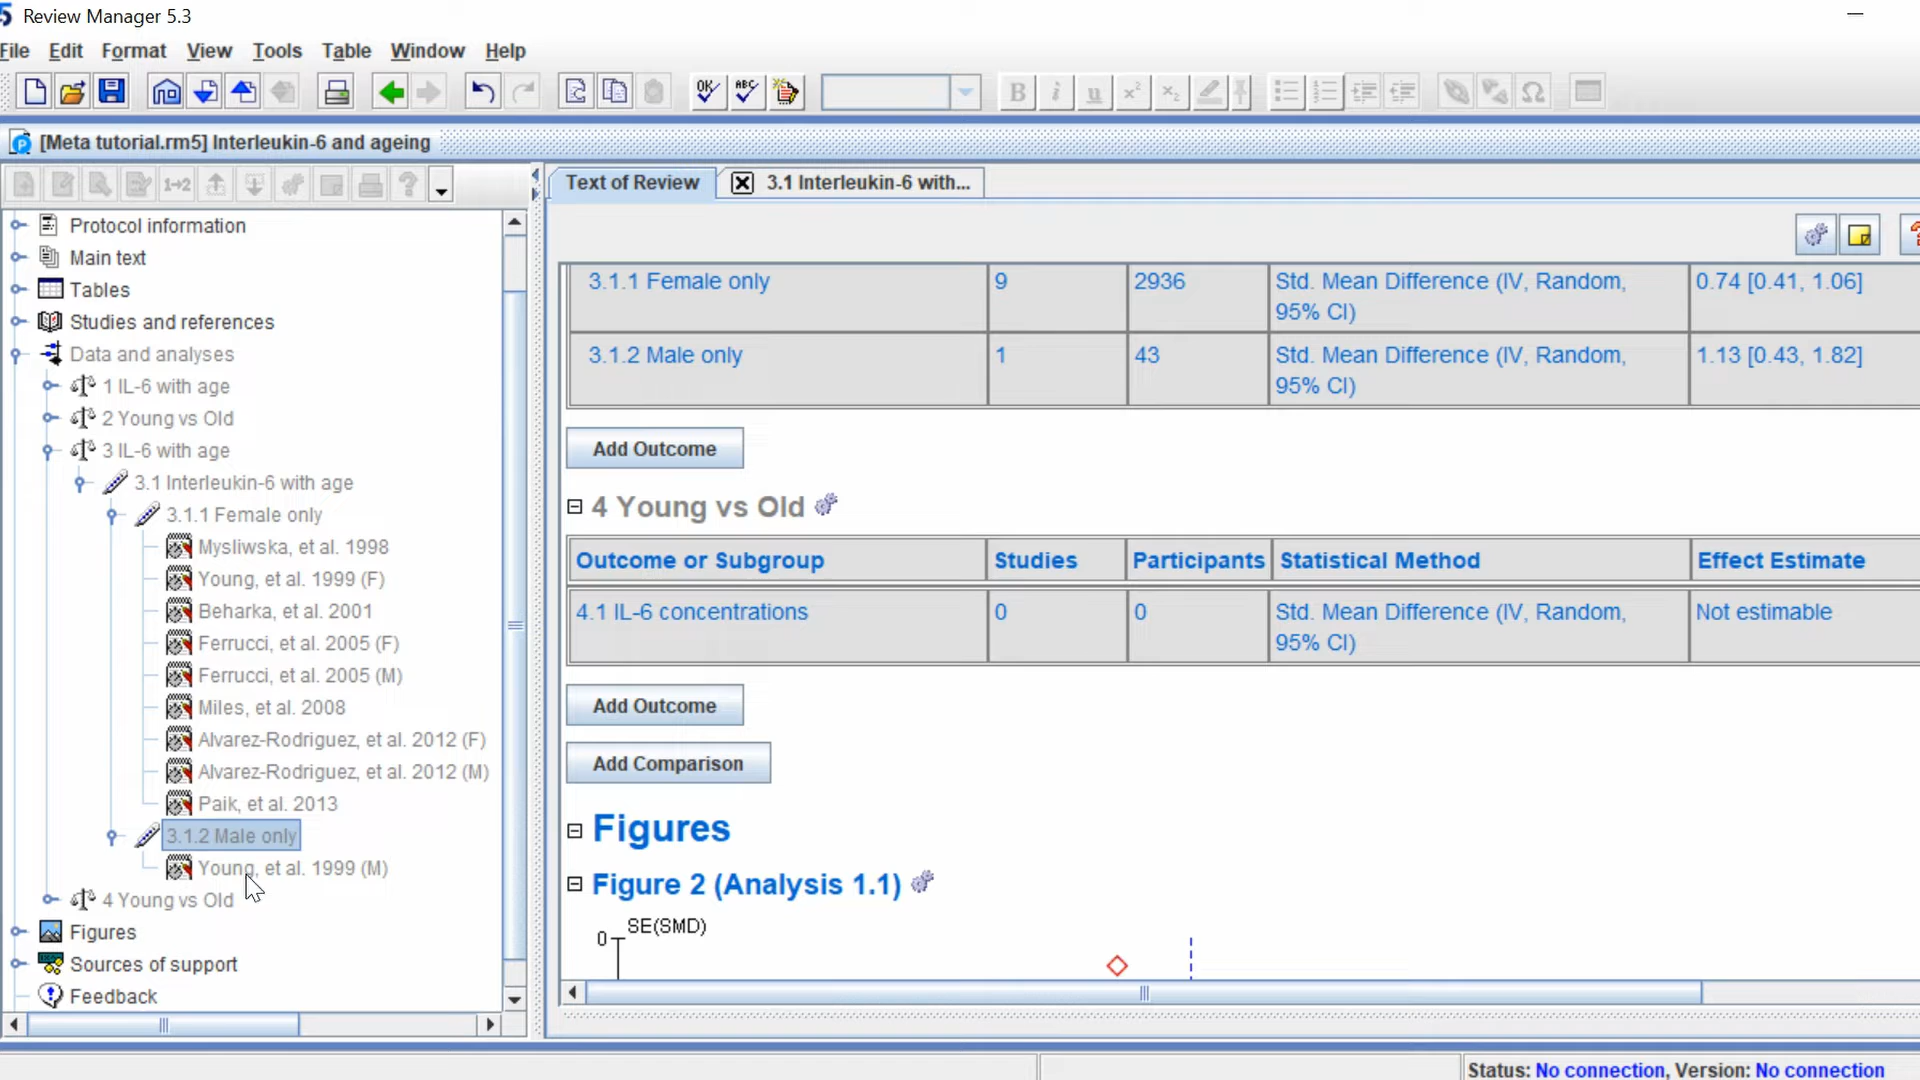 Review Manager 5.3
File Edit Format View Tools Table Window Help
OK ABC B i u x² x₂ Ω
[Meta tutorial.rm5] Interleukin-6 and ageing
1→2 ?
Text of Review 3.1 Interleukin-6 with...
Protocol information
Main text
Tables
Studies and references
Data and analyses
1 IL-6 with age
2 Young vs Old
3 IL-6 with age
3.1 Interleukin-6 with age
3.1.1 Female only
Mysliwska, et al. 1998
Young, et al. 1999 (F)
Beharka, et al. 2001
Ferrucci, et al. 2005 (F)
Ferrucci, et al. 2005 (M)
Miles, et al. 2008
Alvarez-Rodriguez, et al. 2012 (F)
Alvarez-Rodriguez, et al. 2012 (M)
Paik, et al. 2013
3.1.2 Male only
Young, et al. 1999 (M)
4 Young vs Old
Figures
Sources of support
Feedback
3.1.1 Female only 9 2936 Std. Mean Difference (IV, Random, 0.74 [0.41, 1.06]
95% CI)
3.1.2 Male only 1 43 Std. Mean Difference (IV, Random, 1.13 [0.43, 1.82]
95% CI)
Add Outcome
4 Young vs Old
Outcome or Subgroup Studies Participants Statistical Method Effect Estimate
4.1 IL-6 concentrations 0 0 Std. Mean Difference (IV, Random, Not estimable
95% CI)
Add Outcome
Add Comparison
Figures
Figure 2 (Analysis 1.1)
SE(SMD)
0
Status: No connection, Version: No connection